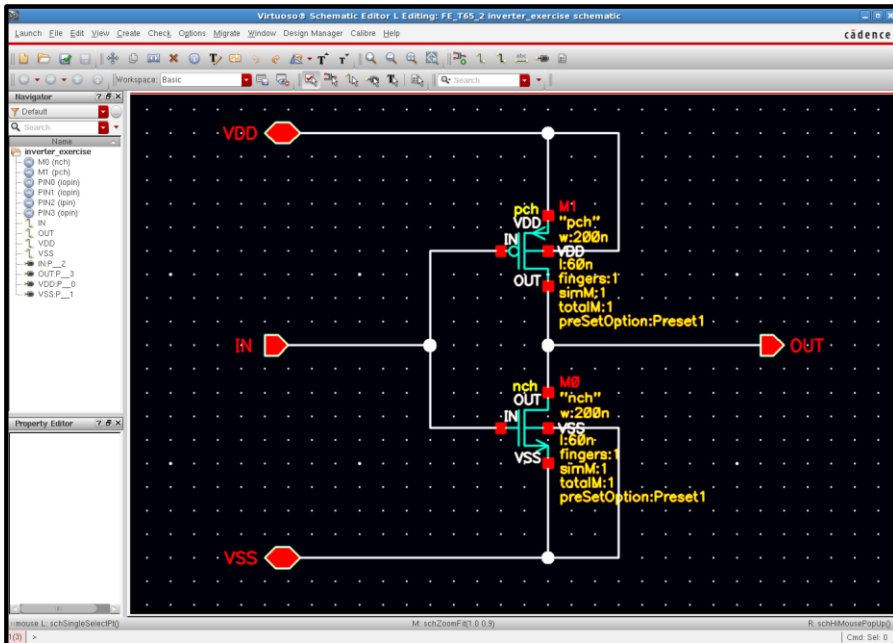 Virtuoso® Schematic Editor L Editing: FE_T65_2 inverter_exercise schematic
Launch File Edit View Create Check Options Migrate Window Design Manager Calibre Help
cādence
Workspace: Basic
Search
Navigator
Default
Search
Name
inverter_exercise
M0 (nch)
M1 (pch)
PIN0 (iopin)
PIN1 (iopin)
PIN2 (ipin)
PIN3 (opin)
IN
OUT
VDD
VSS
IN:P__2
OUT:P__3
VDD:P__0
VSS:P__1
Property Editor
VDD
pch
M1
VDD
"pch"
w:200n
IN
VDD
l:60n
OUT
fingers:1
simM:1
totalM:1
preSetOption:Preset1
IN
OUT
nch
M0
OUT
"nch"
w:200n
IN
VSS
l:60n
VSS
fingers:1
simM:1
totalM:1
preSetOption:Preset1
VSS
mouse L: schSingleSelectPt()
M: schZoomFit(1.0 0.9)
R: schHiMousePopUp()
1(3) >
Cmd: Sel: 0